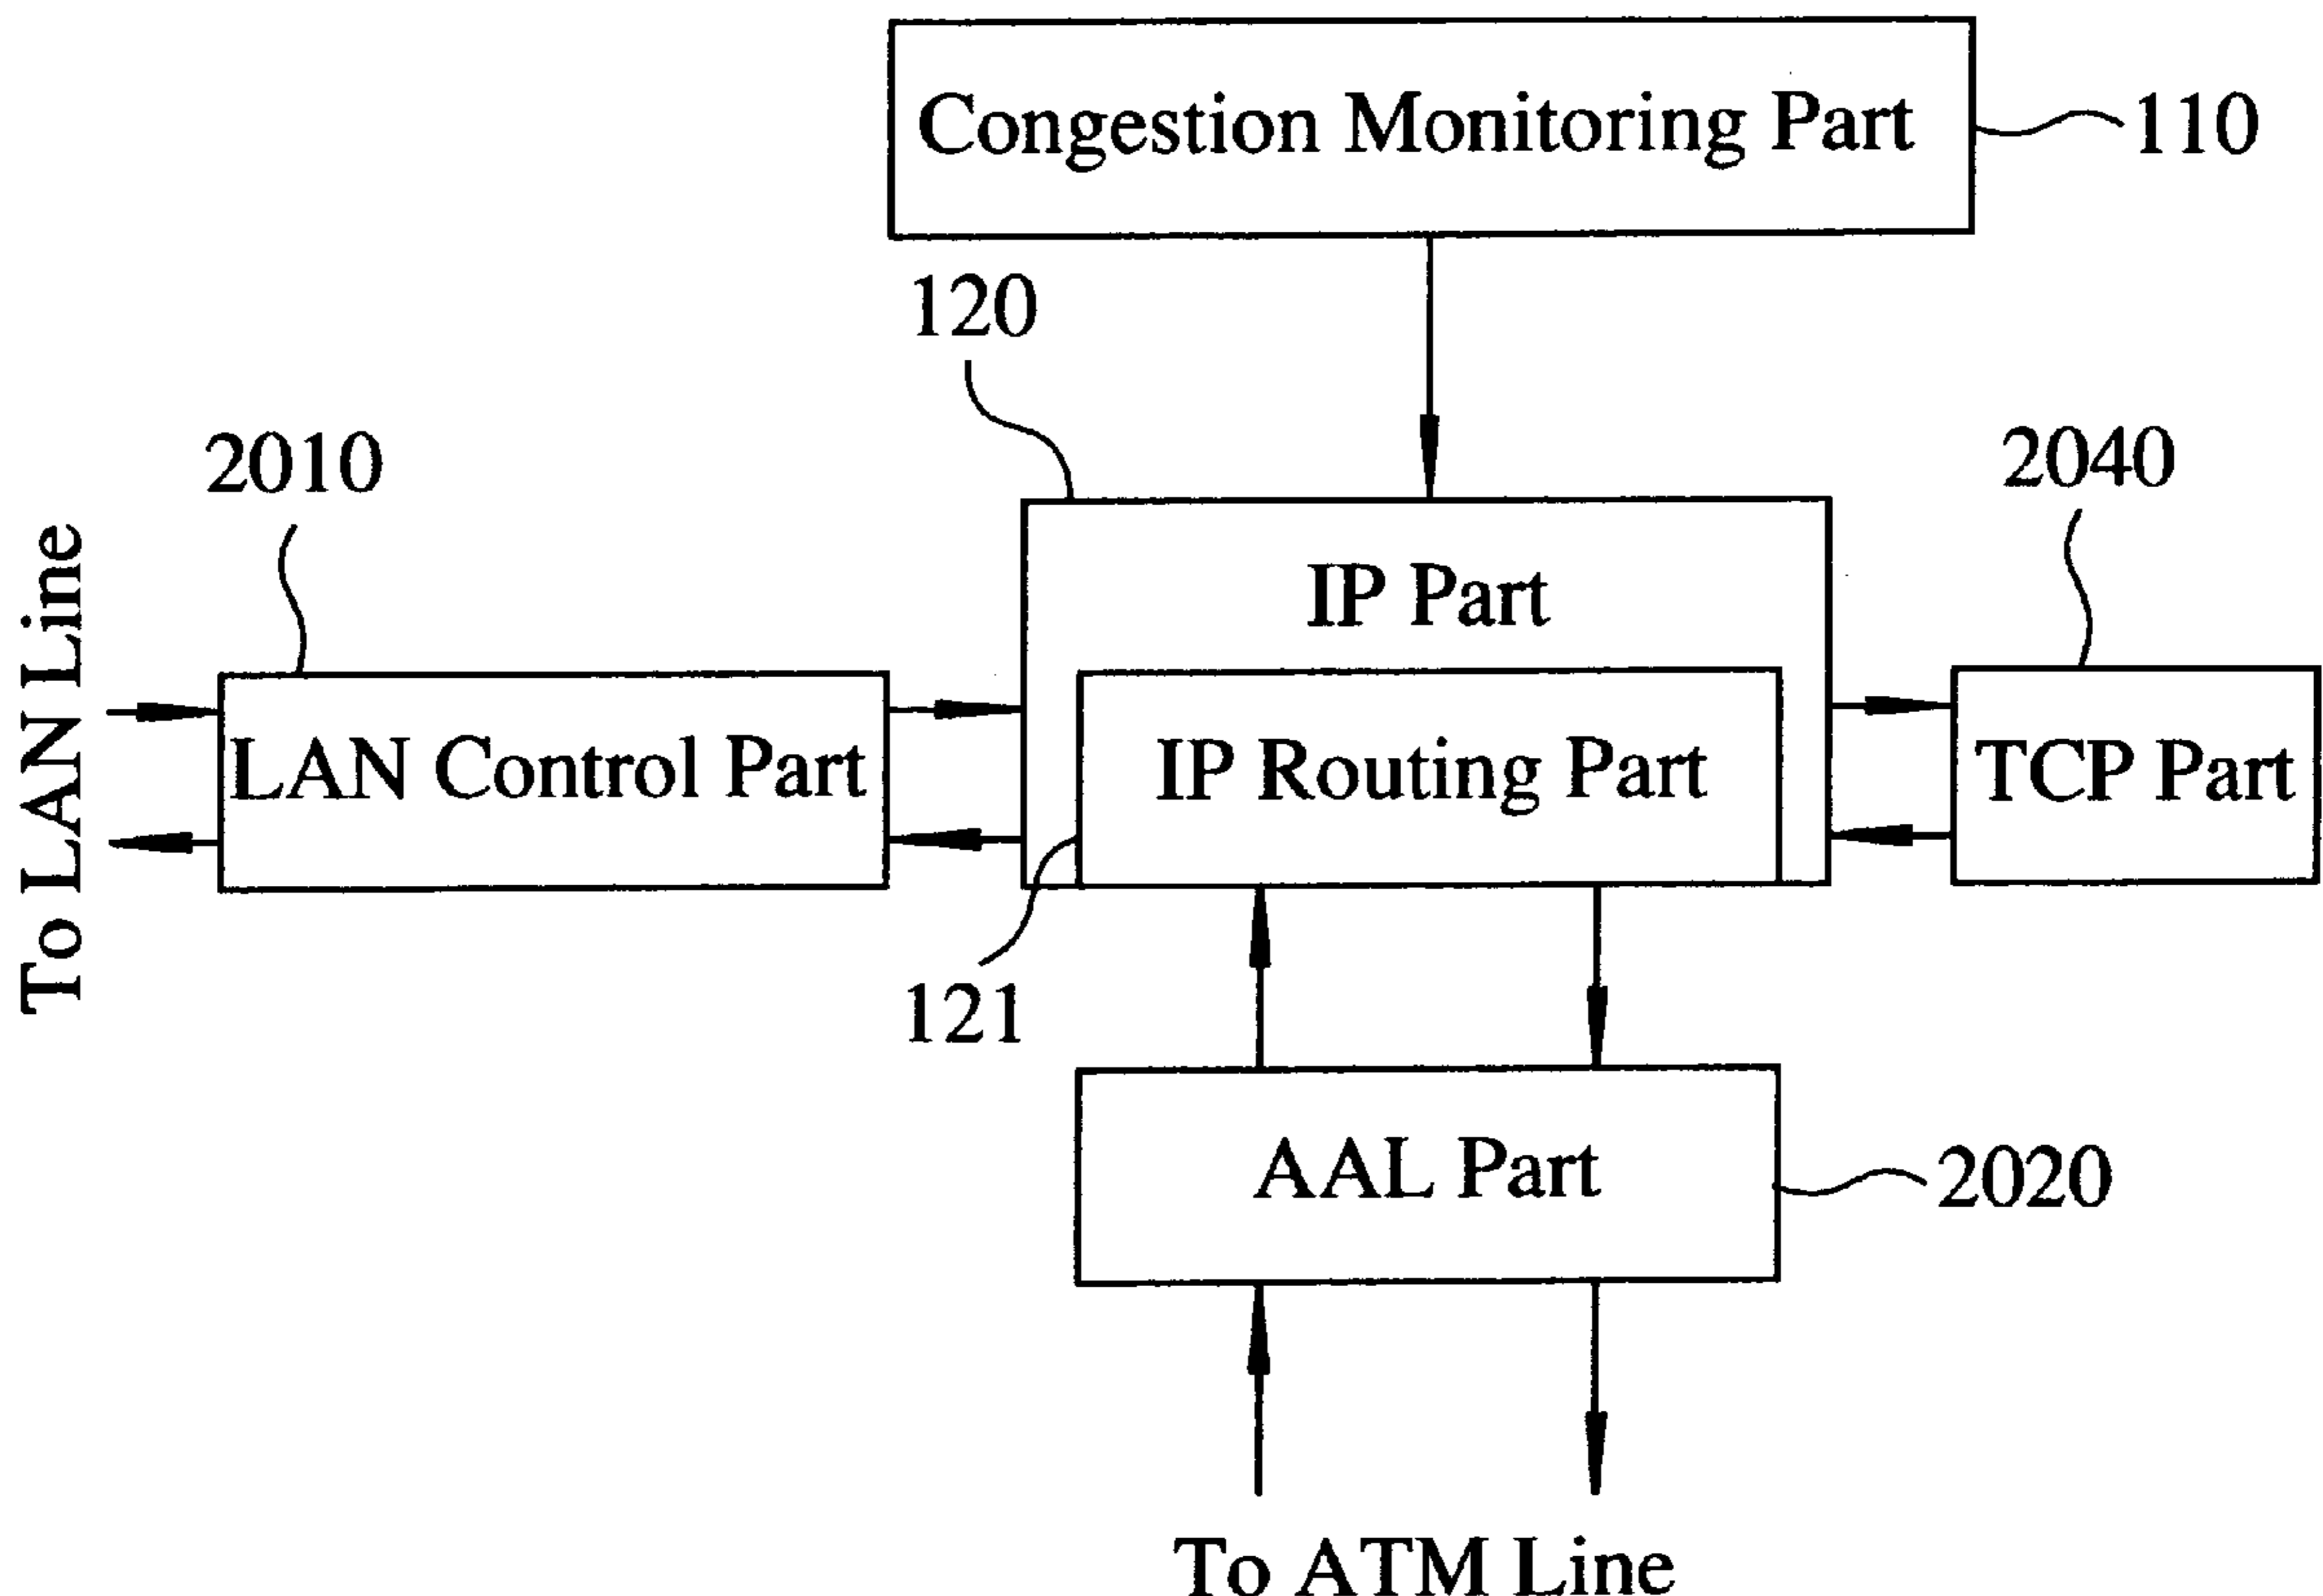 Congestion Monitoring Part
110
120
2010
2040
IP Part
To LAN Line
LAN Control Part
IP Routing Part
TCP Part
121
AAL Part
2020
To ATM Line